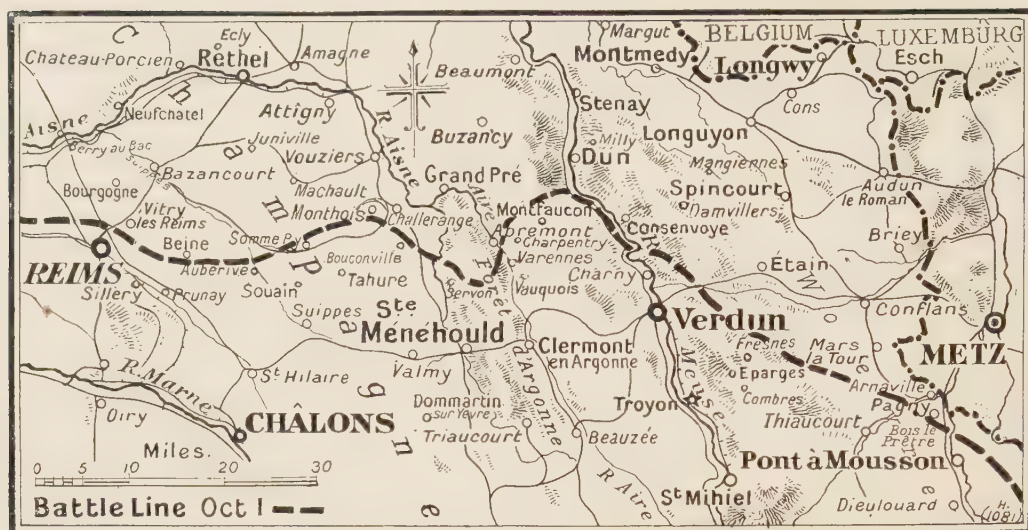 Ecly
Chateau-Porcien
Rethel
Amagne
Margut
Montmedy
BELGIUM
Longwy
LUXEMBURG
Esch
Beaumont
Stenay
Cons
Aisne
Neufchatel
Attigny
R. Aisne
Buzancy
Milly
Longuyon
Berry au Bac
Juniville
Vouziers
Dun
Mangiennes
Bazancourt
Bourgogne
Machault
Grand Pré
Spincourt
Audun
le Roman
Vitry
les Reims
Monthois
Challerange
Montfaucon
Damvillers
Apremont
Consenvoye
Briey
Beine
Somme Py
Bouconville
Charpentry
Varennes
Étain
REIMS
Auberive
Tahure
Charny
Sillery
Prunay
Souain
Servon
Vauquois
Conflans
Suippes
Ste
Menehould
Verdun
METZ
Clermont
en Argonne
Fresnes
Mars
la Tour
R. Marne
St Hilaire
Valmy
Eparges
Arnaville
Combres
Pagny
Oiry
CHÂLONS
Dommartin
sur Yevre
Troyon
Meuse
Thiaucourt
Bois le
Prêtre
Triaucourt
Beauzée
Forêt d'Argonne
Pont à Mousson
R Aire
St Mihiel
Dieulouard
Champagne
Miles.
0 5 10 20 30
Battle Line Oct 1
H.
(1081)